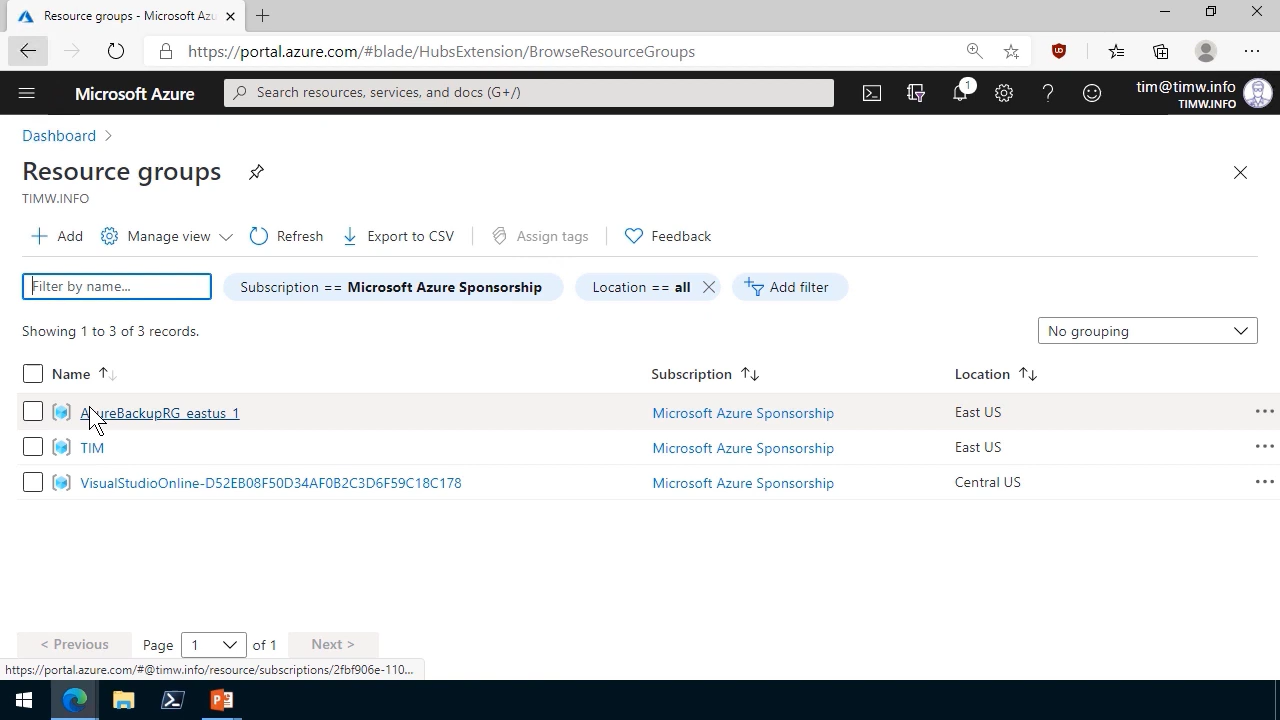 Resource groups - Microsoft Azu
https://portal.azure.com/#blade/HubsExtension/BrowseResourceGroups
Microsoft Azure
Search resources, services, and docs (G+/)
1
tim@timw.info
TIMW.INFO
Dashboard
Resource groups
TIMW.INFO
Add
Manage view
Refresh
Export to CSV
Assign tags
Feedback
Filter by name...
Subscription == Microsoft Azure Sponsorship
Location == all
Add filter
Showing 1 to 3 of 3 records.
No grouping
Name Subscription Location
AzureBackupRG_eastus_1 Microsoft Azure Sponsorship East US
TIM Microsoft Azure Sponsorship East US
VisualStudioOnline-D52EB08F50D34AF0B2C3D6F59C18C178 Microsoft Azure Sponsorship Central US
< Previous Page 1 of 1 Next >
https://portal.azure.com/#@timw.info/resource/subscriptions/2fbf906e-110...